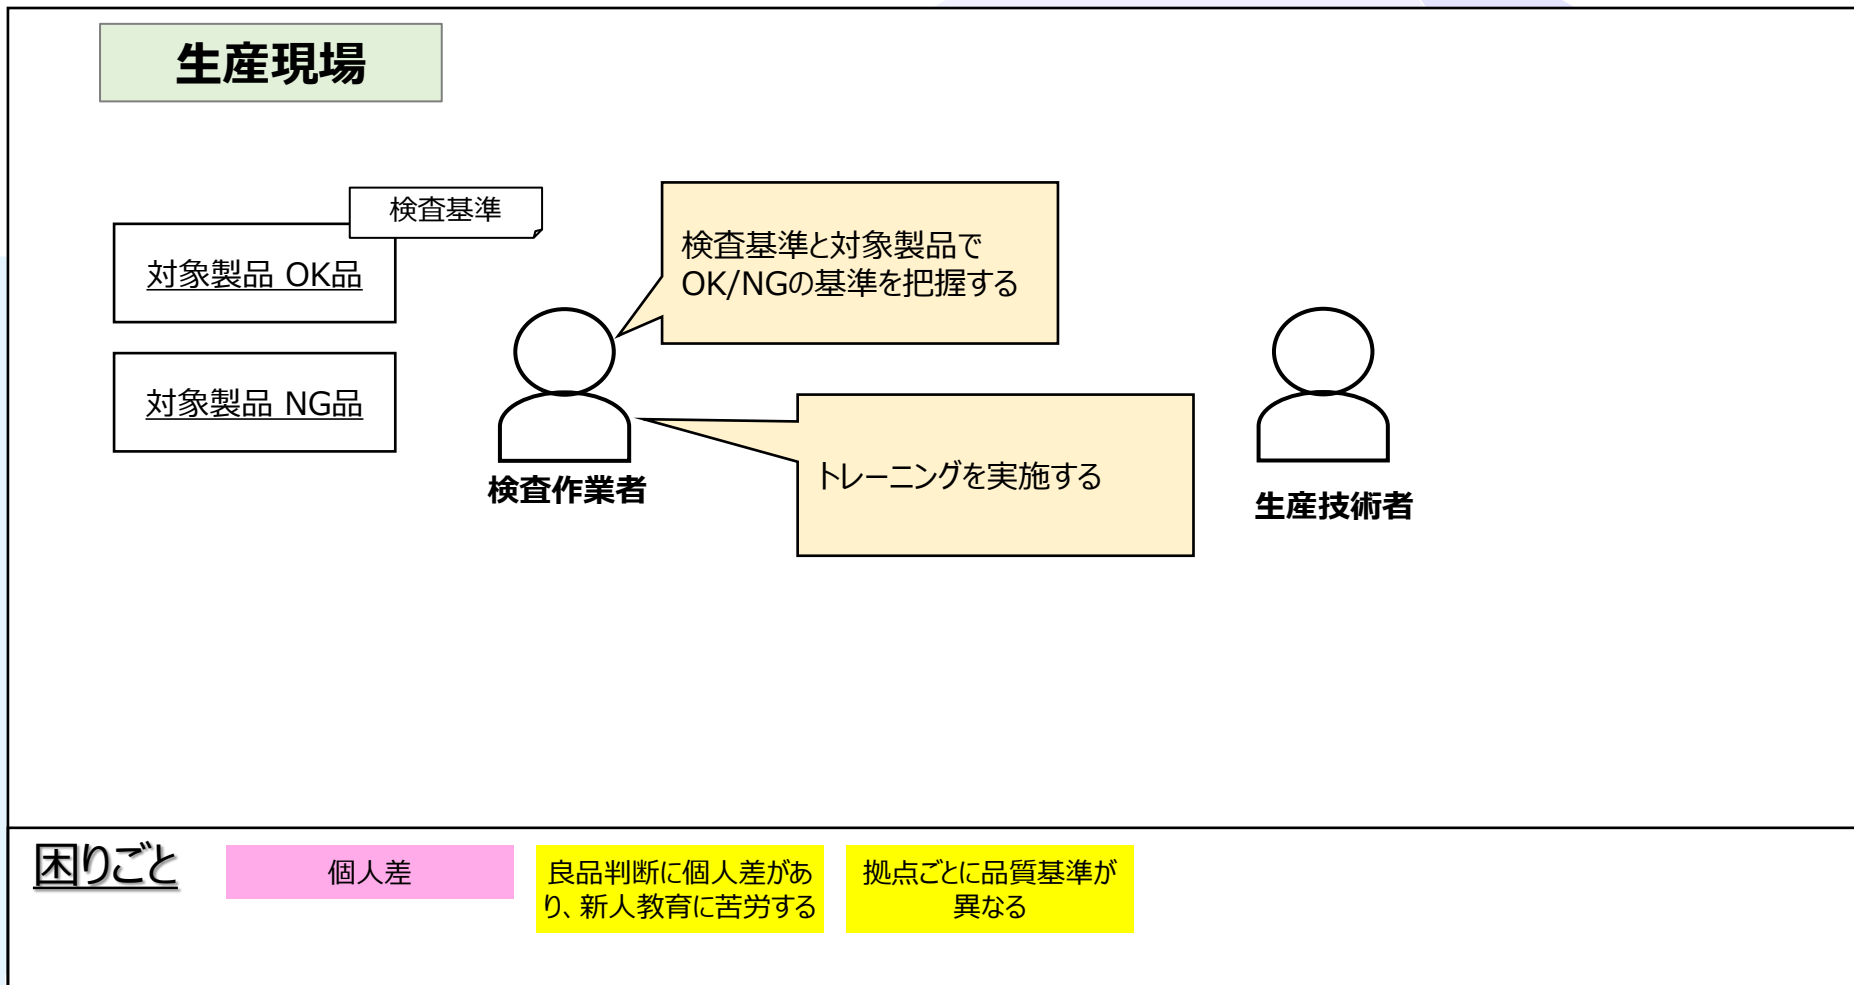 生産現場
検査基準
対象製品 OK品
対象製品 NG品
検査基準と対象製品で
OK/NGの基準を把握する
トレーニングを実施する
検査作業者
生産技術者
困りごと
個人差
良品判断に個人差があ
り、新人教育に苦労する
拠点ごとに品質基準が
異なる